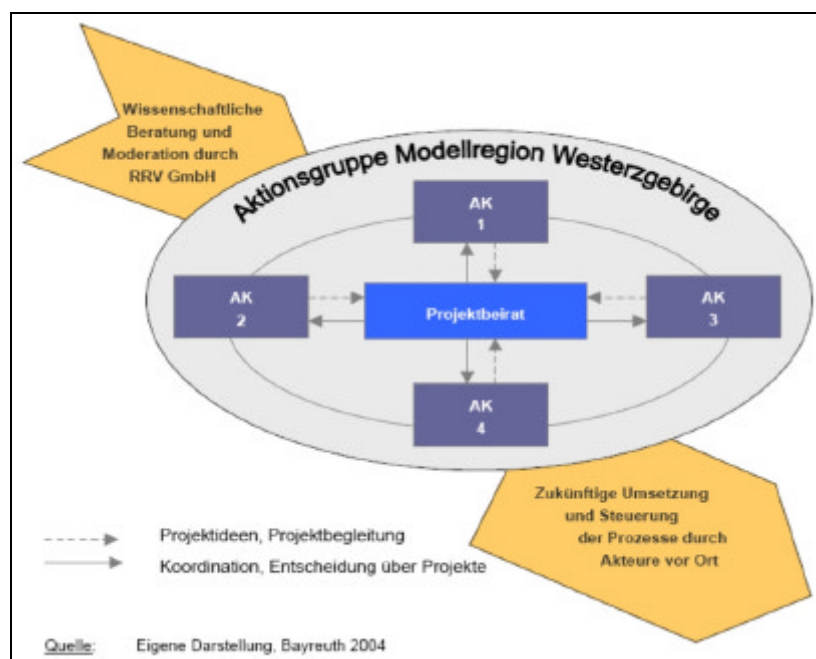 Wissenschaftliche
Beratung und
Moderation durch
RRV GmbH
Aktionsgruppe Modellregion Westerzgebirge
AK
1
AK
2
Projektbeirat
AK
3
AK
4
Zukünftige Umsetzung
und Steuerung
der Prozesse durch
Akteure vor Ort
Projektideen, Projektbegleitung
Koordination, Entscheidung über Projekte
Quelle: Eigene Darstellung, Bayreuth 2004